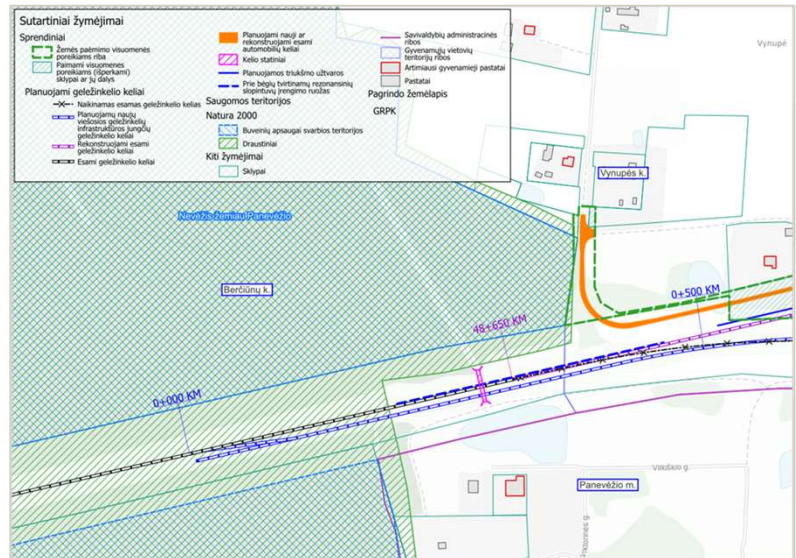 Sutartiniai žymėjimai
Sprendiniai
Žemės paėmimo visuomenės
poreikiams riba
Paimami visuomenės
poreikiams (išperkami)
sklypai ar jų dalys
Planuojami geležinkelio keliai
Naikinamas esamas geležinkelio kelias
Planuojamų naujų
viešosios geležinkelių
infrastruktūros jungčių
geležinkelio keliai
Rekonstruojami esami
geležinkelio keliai
Esami geležinkelio keliai
Planuojami nauji ar
rekonstruojami esami
automobilių keliai
Kelio statiniai
Planuojamos triukšmo užtvaros
Prie bėgių tvirtinamų rezonansinių
slopintuvų įrengimo ruožas
Saugomos teritorijos
Natura 2000
Buveinių apsaugai svarbios teritorijos
Draustiniai
Kiti žymėjimai
Sklypai
Savivaldybių administracinės
ribos
Gyvenamųjų vietovių
teritorijų ribos
Artimiausi gyvenamieji pastatai
Pastatai
Pagrindo žemėlapis
GRPK
Vynupė
Vynupės k.
Nevėžis žemiau Panevėžio
Berčiūnų k.
0+500 KM
48+650 KM
0+000 KM
Panevėžio m.